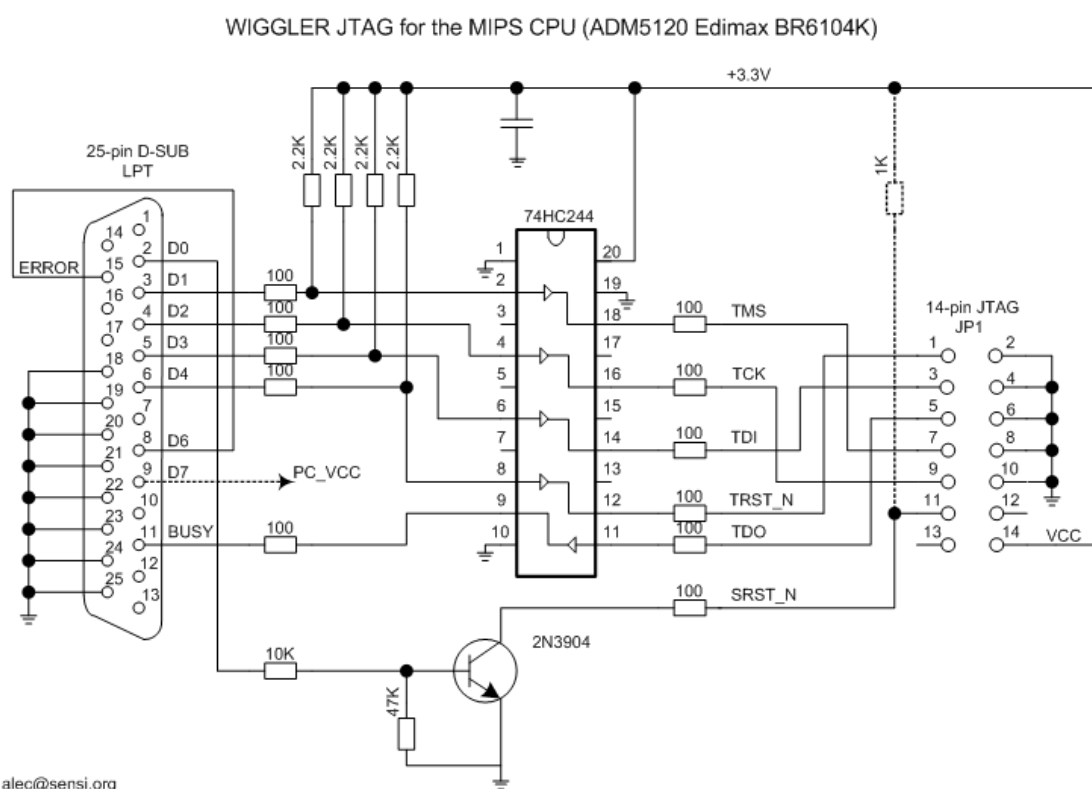 WIGGLER JTAG for the MIPS CPU (ADM5120 Edimax BR6104K)
+3.3V
2.2K
2.2K
2.2K
2.2K
1K
25-pin D-SUB
LPT
74HC244
14-pin JTAG
JP1
1
14
2
D0
15
ERROR
3
D1
16
4
D2
17
5
D3
18
6
D4
19
7
20
8
D6
21
9
D7
22
PC_VCC
10
23
11
BUSY
24
12
25
13
100
100
100
100
100
1
2
3
4
5
6
7
8
9
10
20
19
18
17
16
15
14
13
12
11
100
TMS
100
TCK
100
TDI
100
TRST_N
100
TDO
100
SRST_N
1
2
3
4
5
6
7
8
9
10
11
12
13
14
VCC
2N3904
10K
47K
alec@sensi.org